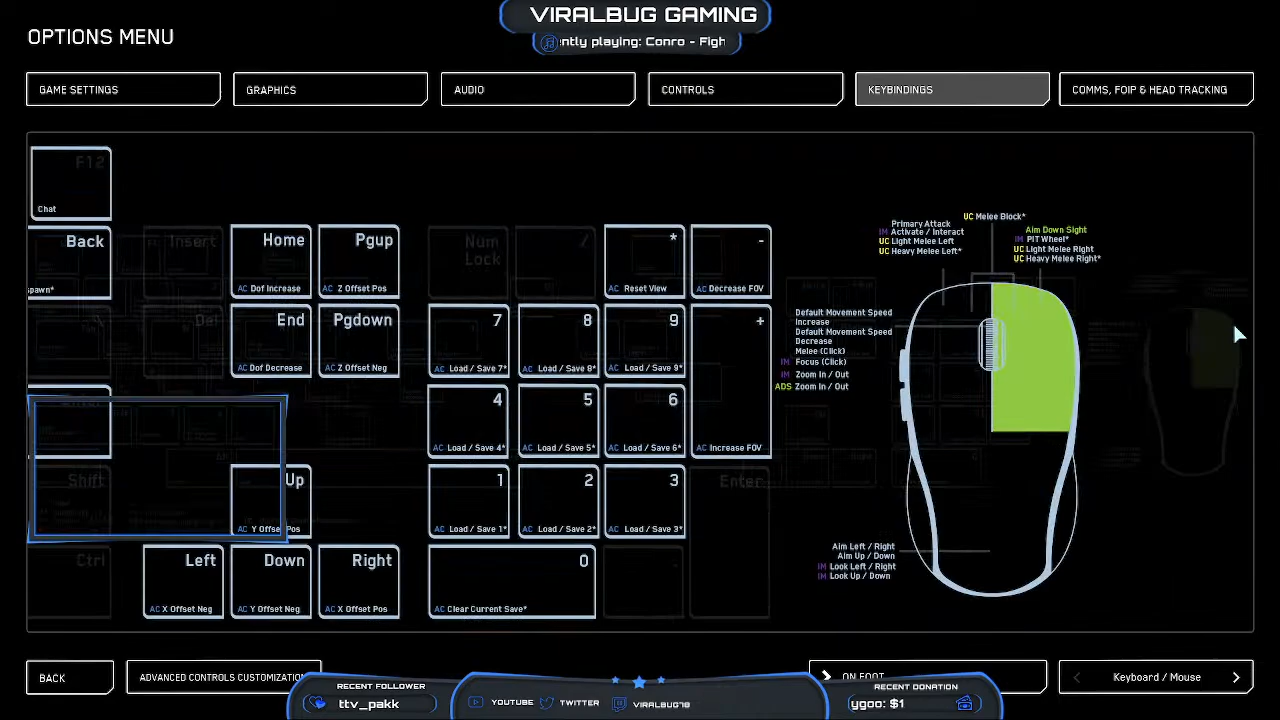 VIRALBUG GAMING
OPTIONS MENU
ntly playing: Conro - Figh
GAME SETTINGS
GRAPHICS
AUDIO
CONTROLS
KEYBINDINGS
COMMS, FOIP & HEAD TRACKING
F12
Chat
Back
spawn*
Insert
Home
AC Dof Increase
Pgup
AC Z Offset Pos
Num Lock
/
*
AC Reset View
-
AC Decrease FOV
Del
End
AC Dof Decrease
Pgdown
AC Z Offset Neg
7
AC Load / Save 7*
8
AC Load / Save 8*
9
AC Load / Save 9*
+
AC Increase FOV
4
AC Load / Save 4*
5
AC Load / Save 5*
6
AC Load / Save 6*
Shift
Up
AC Y Offset Pos
1
AC Load / Save 1*
2
AC Load / Save 2*
3
AC Load / Save 3*
Enter
Ctrl
Left
AC X Offset Neg
Down
AC Y Offset Neg
Right
AC X Offset Pos
0
AC Clear Current Save*
.
UC Melee Block*
Primary Attack
IM Activate / Interact
UC Light Melee Left
UC Heavy Melee Left*
Aim Down Sight
IM PIT Wheel*
UC Light Melee Right
UC Heavy Melee Right*
Default Movement Speed
Increase
Default Movement Speed
Decrease
Melee (Click)
IM Focus (Click)
IM Zoom In / Out
ADS Zoom In / Out
Aim Left / Right
Aim Up / Down
IM Look Left / Right
IM Look Up / Down
BACK
ADVANCED CONTROLS CUSTOMIZATIO
ON FOOT
Keyboard / Mouse
RECENT FOLLOWER
ttv_pakk
YOUTUBE
TWITTER
VIRALBUG78
RECENT DONATION
ygoo: $1